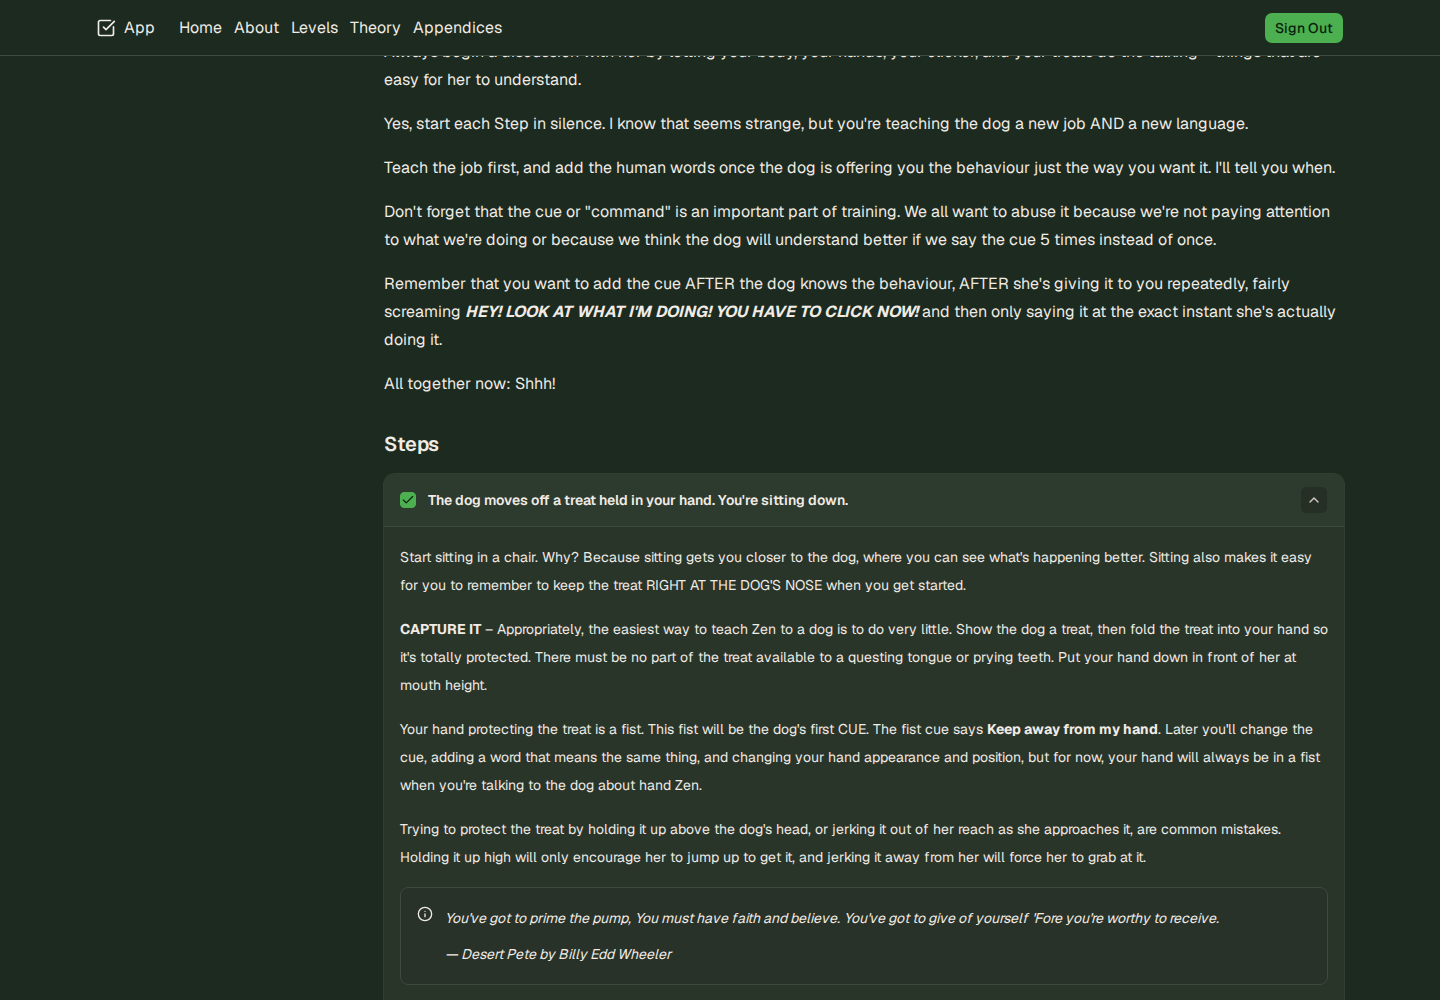 App Home About Levels Theory Appendices Sign Out
Always begin a discussion with her by letting your body, your hands, your clicker, and your treats do the talking – things that are
easy for her to understand.
Yes, start each Step in silence. I know that seems strange, but you're teaching the dog a new job AND a new language.
Teach the job first, and add the human words once the dog is offering you the behaviour just the way you want it. I'll tell you when.
Don't forget that the cue or "command" is an important part of training. We all want to abuse it because we're not paying attention
to what we're doing or because we think the dog will understand better if we say the cue 5 times instead of once.
Remember that you want to add the cue AFTER the dog knows the behaviour, AFTER she's giving it to you repeatedly, fairly
screaming HEY! LOOK AT WHAT I'M DOING! YOU HAVE TO CLICK NOW! and then only saying it at the exact instant she's actually
doing it.
All together now: Shhh!
Steps
The dog moves off a treat held in your hand. You're sitting down.
Start sitting in a chair. Why? Because sitting gets you closer to the dog, where you can see what's happening better. Sitting also makes it easy
for you to remember to keep the treat RIGHT AT THE DOG'S NOSE when you get started.
CAPTURE IT – Appropriately, the easiest way to teach Zen to a dog is to do very little. Show the dog a treat, then fold the treat into your hand so
it's totally protected. There must be no part of the treat available to a questing tongue or prying teeth. Put your hand down in front of her at
mouth height.
Your hand protecting the treat is a fist. This fist will be the dog's first CUE. The fist cue says Keep away from my hand. Later you'll change the
cue, adding a word that means the same thing, and changing your hand appearance and position, but for now, your hand will always be in a fist
when you're talking to the dog about hand Zen.
Trying to protect the treat by holding it up above the dog's head, or jerking it out of her reach as she approaches it, are common mistakes.
Holding it up high will only encourage her to jump up to get it, and jerking it away from her will force her to grab at it.
You've got to prime the pump, You must have faith and believe. You've got to give of yourself 'Fore you're worthy to receive.
— Desert Pete by Billy Edd Wheeler